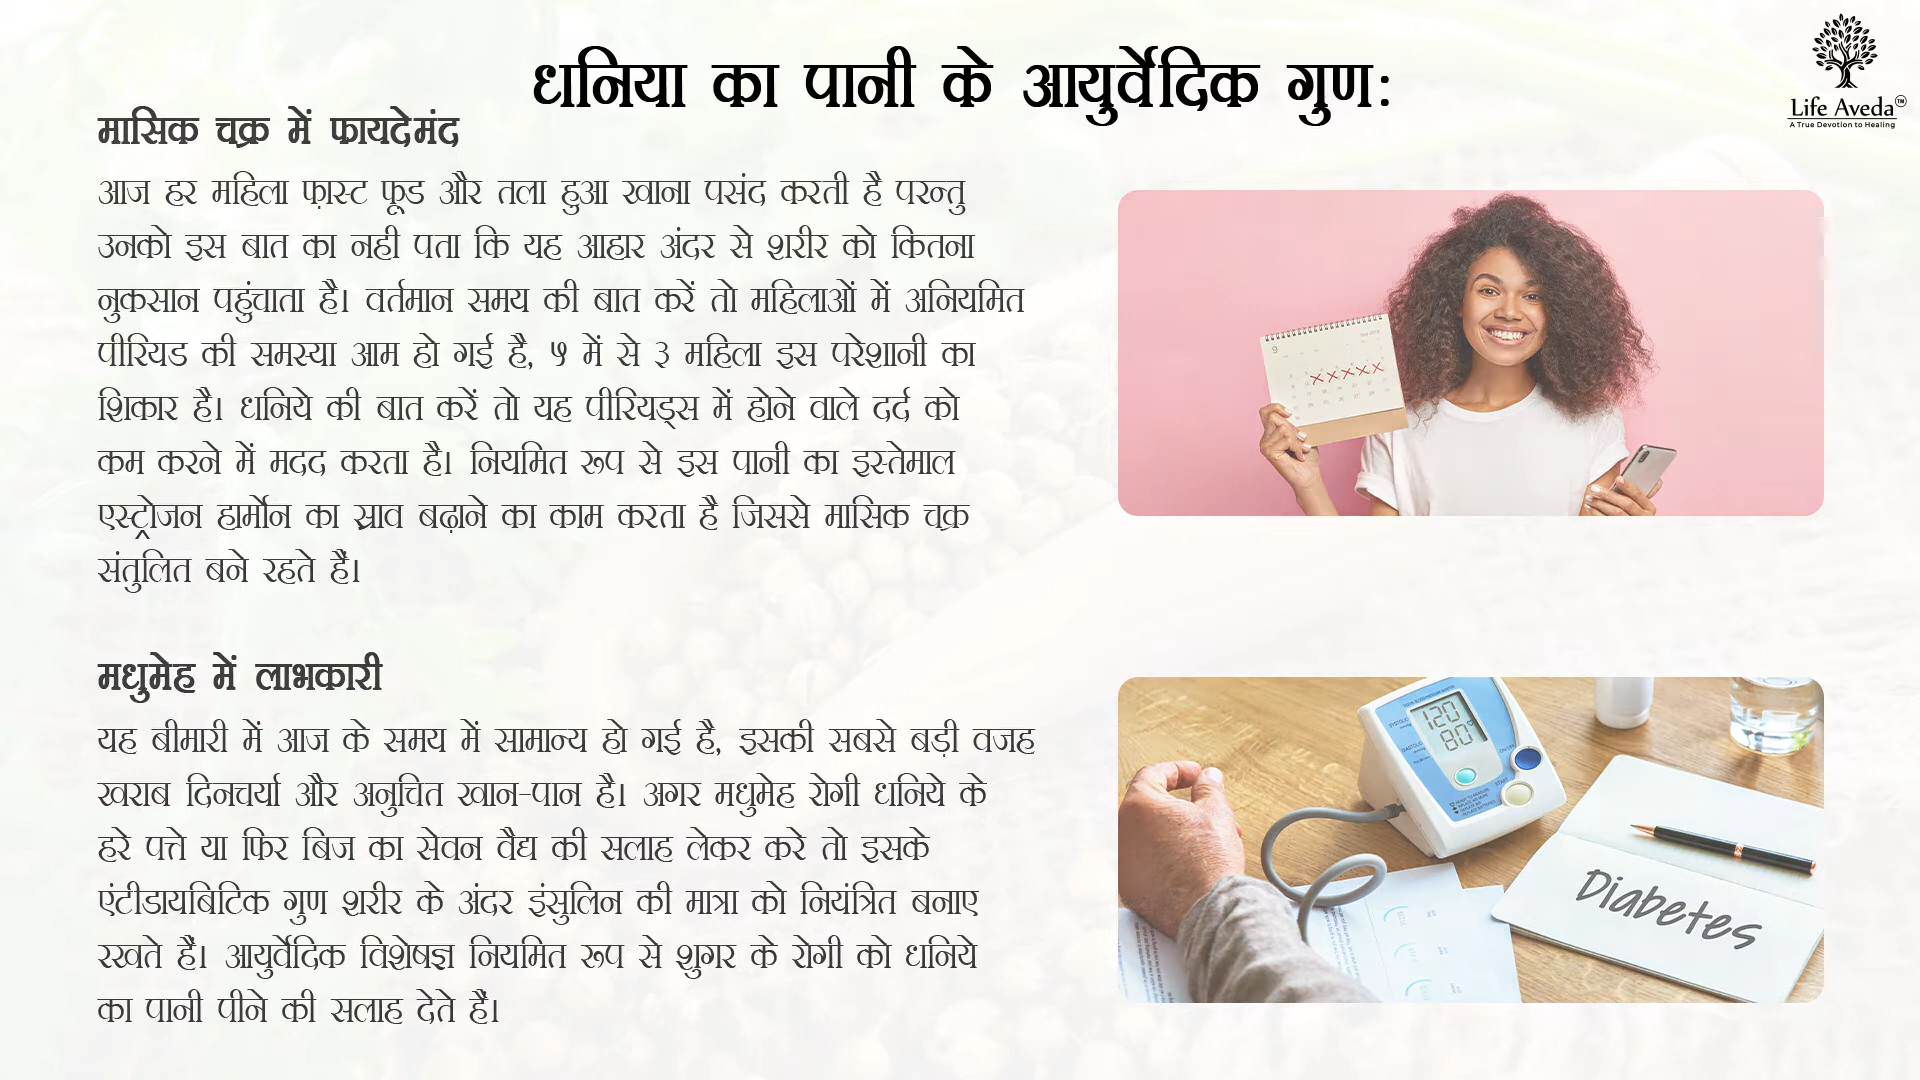 धनिया का पानी के आयुर्वेदिक गुण:
Life Aveda™
A True Devotion to Healing
मासिक चक्र में फायदेमंद
आज हर महिला फ़ास्ट फूड और तला हुआ खाना पसंद करती है परन्तु
उनको इस बात का नही पता कि यह आहार अंदर से शरीर को कितना
नुकसान पहुंचाता है। वर्तमान समय की बात करें तो महिलाओं में अनियमित
पीरियड की समस्या आम हो गई है, ५ में से ३ महिला इस परेशानी का
शिकार है। धनिये की बात करें तो यह पीरियड्स में होने वाले दर्द को
कम करने में मदद करता है। नियमित रूप से इस पानी का इस्तेमाल
एस्ट्रोजन हार्मोन का स्राव बढ़ाने का काम करता है जिससे मासिक चक्र
संतुलित बने रहते हैं।
9
मधुमेह में लाभकारी
यह बीमारी में आज के समय में सामान्य हो गई है, इसकी सबसे बड़ी वजह
खराब दिनचर्या और अनुचित खान-पान है। अगर मधुमेह रोगी धनिये के
हरे पत्ते या फिर बिज का सेवन वैद्य की सलाह लेकर करे तो इसके
एंटीडायबिटिक गुण शरीर के अंदर इंसुलिन की मात्रा को नियंत्रित बनाए
रखते हैं। आयुर्वेदिक विशेषज्ञ नियमित रूप से शुगर के रोगी को धनिये
का पानी पीने की सलाह देते हैं।
120
80
Diabetes